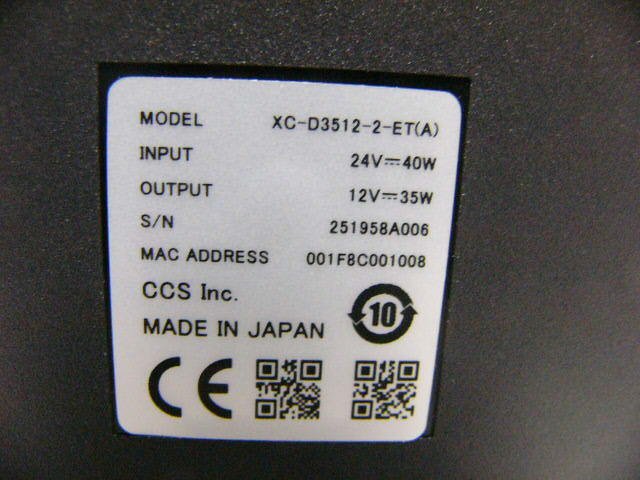 MODEL XC-D3512-2-ET(A)
INPUT 24V⎓40W
OUTPUT 12V⎓35W
S/N 251958A006
MAC ADDRESS 001F8C001008
CCS Inc.
10
MADE IN JAPAN
CE